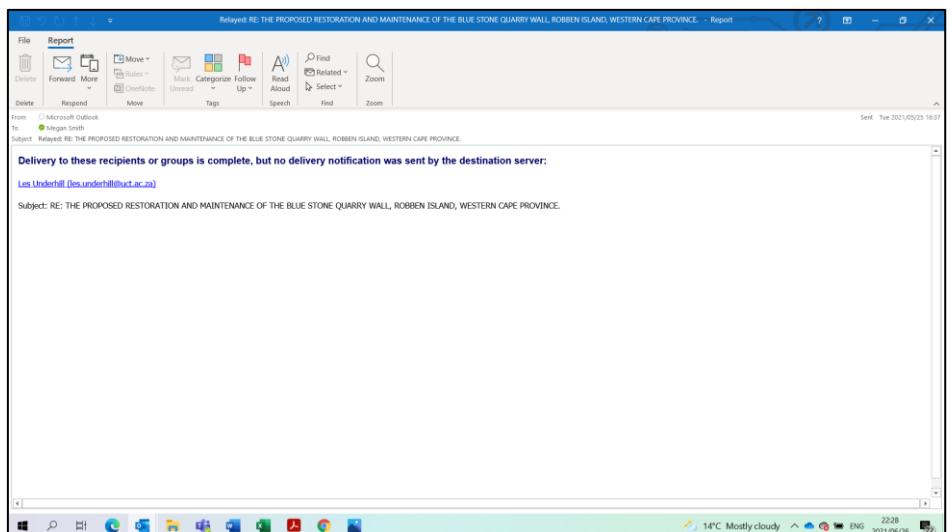 Relayed: RE: THE PROPOSED RESTORATION AND MAINTENANCE OF THE BLUE STONE QUARRY WALL, ROBBEN ISLAND, WESTERN CAPE PROVINCE. - Report
File Report
Delete
Forward
More
Move
Rules
OneNote
Mark Unread
Categorize
Follow Up
Read Aloud
Find
Related
Select
Zoom
Delete Respond Move Tags Speech Find Zoom
From Microsoft Outlook Sent Tue 2021/05/25 16:37
To Megan Smith
Subject Relayed: RE: THE PROPOSED RESTORATION AND MAINTENANCE OF THE BLUE STONE QUARRY WALL, ROBBEN ISLAND, WESTERN CAPE PROVINCE.
Delivery to these recipients or groups is complete, but no delivery notification was sent by the destination server:
Les Underhill (les.underhill@uct.ac.za)
Subject: RE: THE PROPOSED RESTORATION AND MAINTENANCE OF THE BLUE STONE QUARRY WALL, ROBBEN ISLAND, WESTERN CAPE PROVINCE.
14°C Mostly cloudy ENG 22:28
2021/06/26